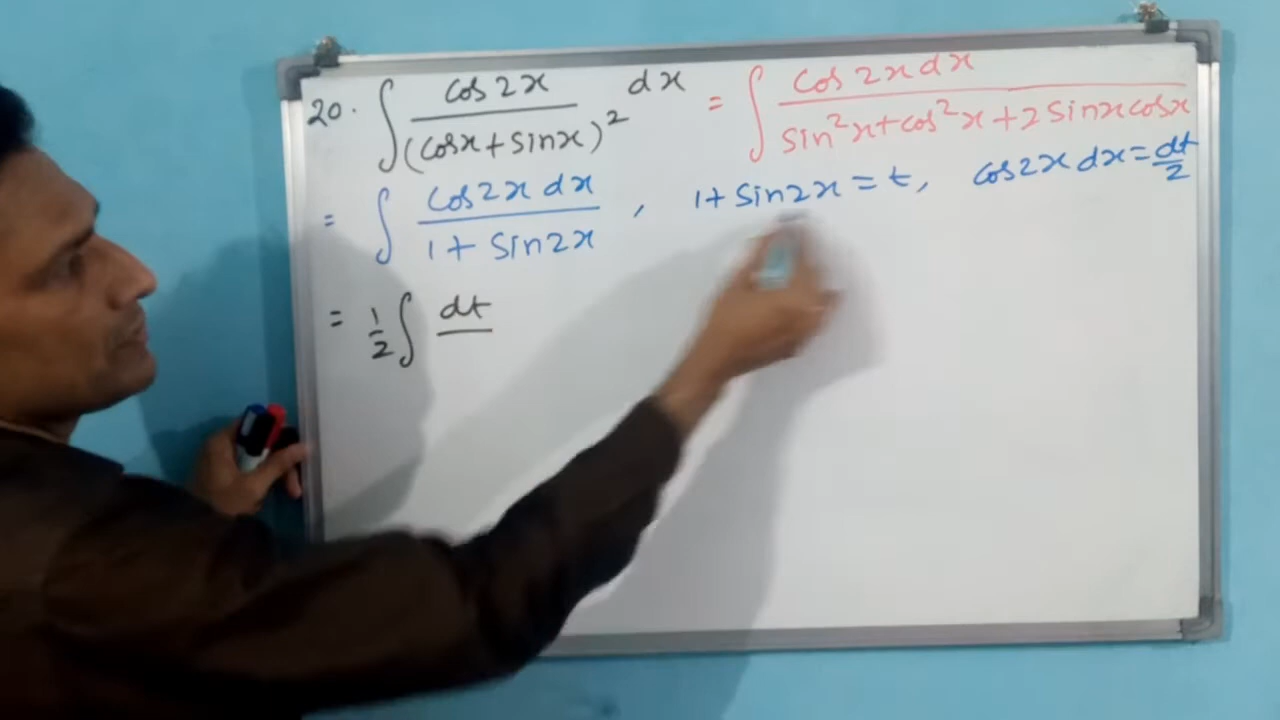 20. ∫ cos2x / (cosx+sinx)² dx = ∫ cos2x dx / sin²x+cos²x+2sinxcosx
= ∫ cos2x dx / 1+ sin2x , 1+ sin2x = t, cos2x dx = dt/2
= 1/2 ∫ dt